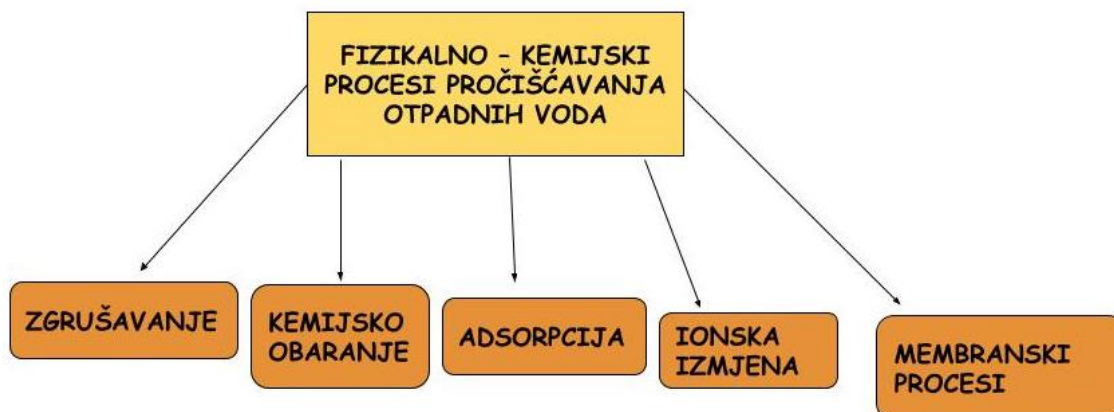 FIZIKALNO – KEMIJSKI
PROCESI PROČIŠĆAVANJA
OTPADNIH VODA
ZGRUŠAVANJE
KEMIJSKO
OBARANJE
ADSORPCIJA
IONSKA
IZMJENA
MEMBRANSKI
PROCESI